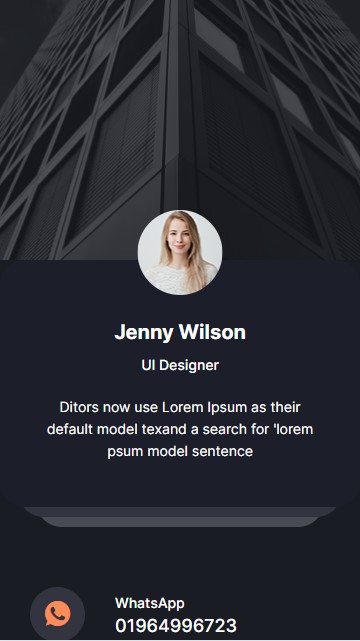 Jenny Wilson
UI Designer
Ditors now use Lorem Ipsum as their
default model texand a search for 'lorem
psum model sentence
WhatsApp
01964996723